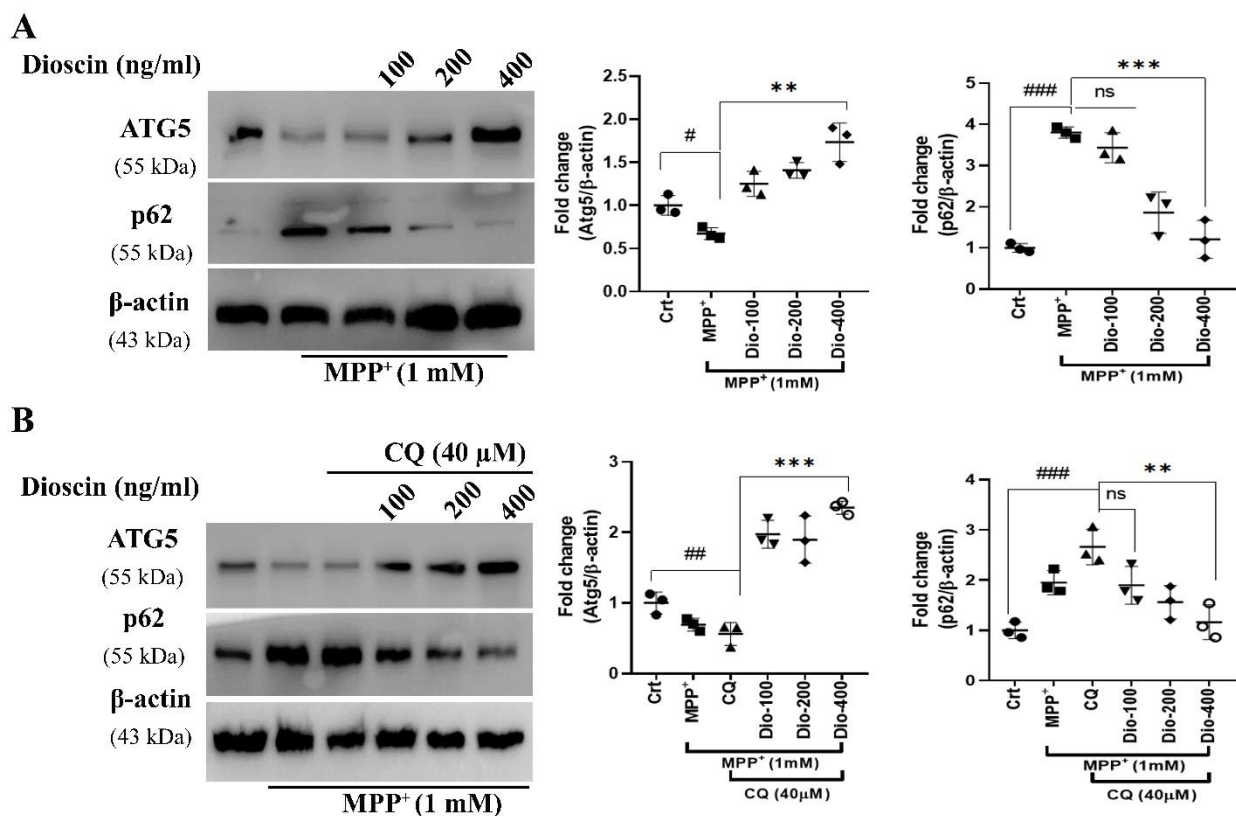 A
Dioscin (ng/ml)
100 200 400
ATG5
(55 kDa)
p62
(55 kDa)
β-actin
(43 kDa)
MPP⁺ (1 mM)
Fold change
(Atg5/β-actin)
2.5
2.0
1.5
1.0
0.5
0.0
#
**
Crt
MPP⁺
Dio-100
Dio-200
Dio-400
MPP⁺ (1mM)
Fold change
(p62/β-actin)
5
4
3
2
1
0
###
ns
***
Crt
MPP⁺
Dio-100
Dio-200
Dio-400
MPP⁺ (1mM)
B
CQ (40 µM)
Dioscin (ng/ml)
100 200 400
ATG5
(55 kDa)
p62
(55 kDa)
β-actin
(43 kDa)
MPP⁺ (1 mM)
Fold change
(Atg5/β-actin)
3
2
1
0
##
***
Crt
MPP⁺
CQ
Dio-100
Dio-200
Dio-400
MPP⁺ (1mM)
CQ (40µM)
Fold change
(p62/β-actin)
4
3
2
1
0
###
ns
**
Crt
MPP⁺
CQ
Dio-100
Dio-200
Dio-400
MPP⁺ (1mM)
CQ (40µM)